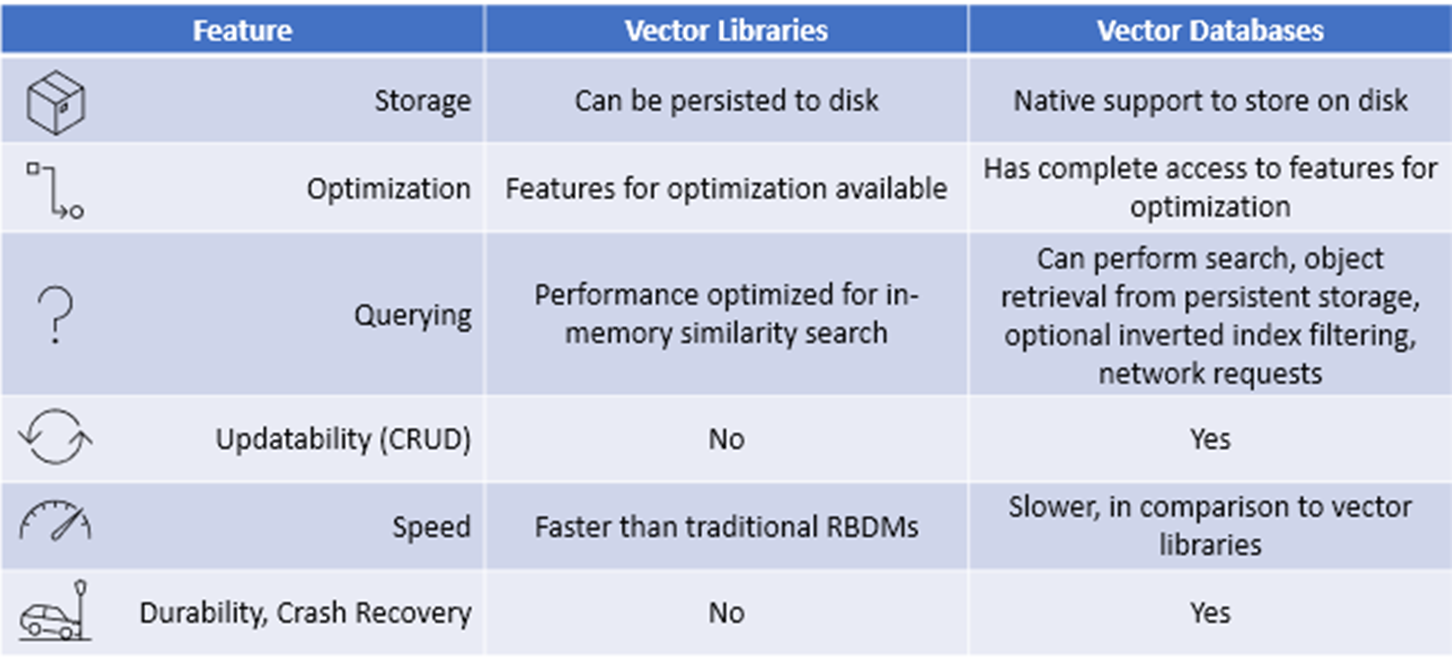 Feature Vector Libraries Vector Databases
Storage Can be persisted to disk Native support to store on disk
Optimization Features for optimization available Has complete access to features for
optimization
Querying Performance optimized for in-
memory similarity search Can perform search, object
retrieval from persistent storage,
optional inverted index filtering,
network requests
Updatability (CRUD) No Yes
Speed Faster than traditional RBDMs Slower, in comparison to vector
libraries
Durability, Crash Recovery No Yes